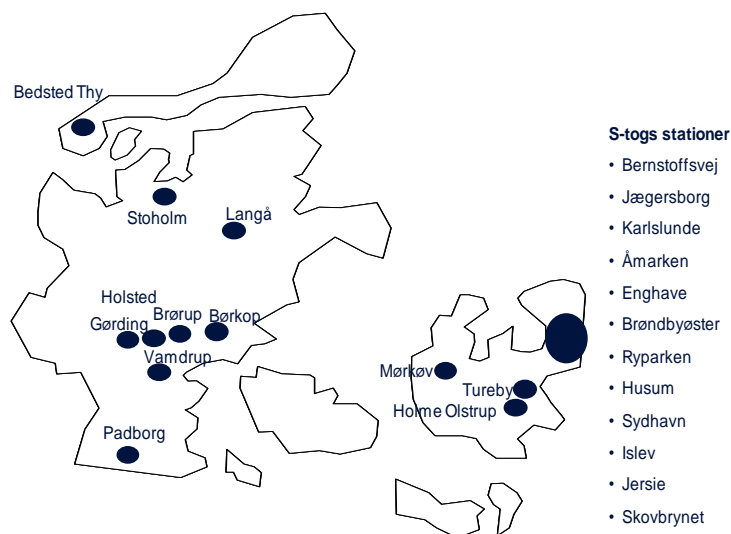 Bedsted Thy
Stoholm
Langå
Holsted
Brørup
Børkop
Gørding
Vamdrup
Padborg
Mørkøv
Tureby
Holme Olstrup
S-togs stationer
• Bernstoffsvej
• Jægersborg
• Karlslunde
• Åmarken
• Enghave
• Brøndbyøster
• Ryparken
• Husum
• Sydhavn
• Islev
• Jersie
• Skovbrynet